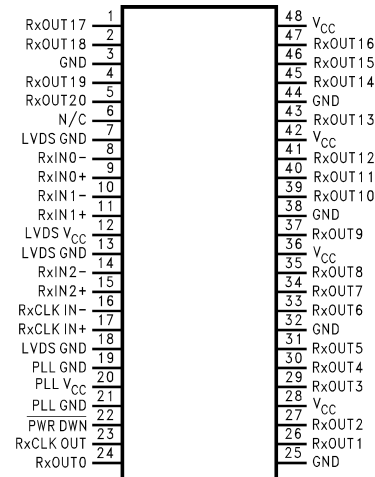 RxOUT17 1
RxOUT18 2
GND 3
RxOUT19 4
RxOUT20 5
N/C 6
LVDS GND 7
RxIN0- 8
RxIN0+ 9
RxIN1- 10
RxIN1+ 11
LVDS VCC 12
LVDS GND 13
RxIN2- 14
RxIN2+ 15
RxCLK IN- 16
RxCLK IN+ 17
LVDS GND 18
PLL GND 19
PLL VCC 20
PLL GND 21
PWR DWN 22
RxCLK OUT 23
RxOUT0 24
48 VCC
47 RxOUT16
46 RxOUT15
45 RxOUT14
44 GND
43 RxOUT13
42 VCC
41 RxOUT12
40 RxOUT11
39 RxOUT10
38 GND
37 RxOUT9
36 VCC
35 RxOUT8
34 RxOUT7
33 RxOUT6
32 GND
31 RxOUT5
30 RxOUT4
29 RxOUT3
28 VCC
27 RxOUT2
26 RxOUT1
25 GND